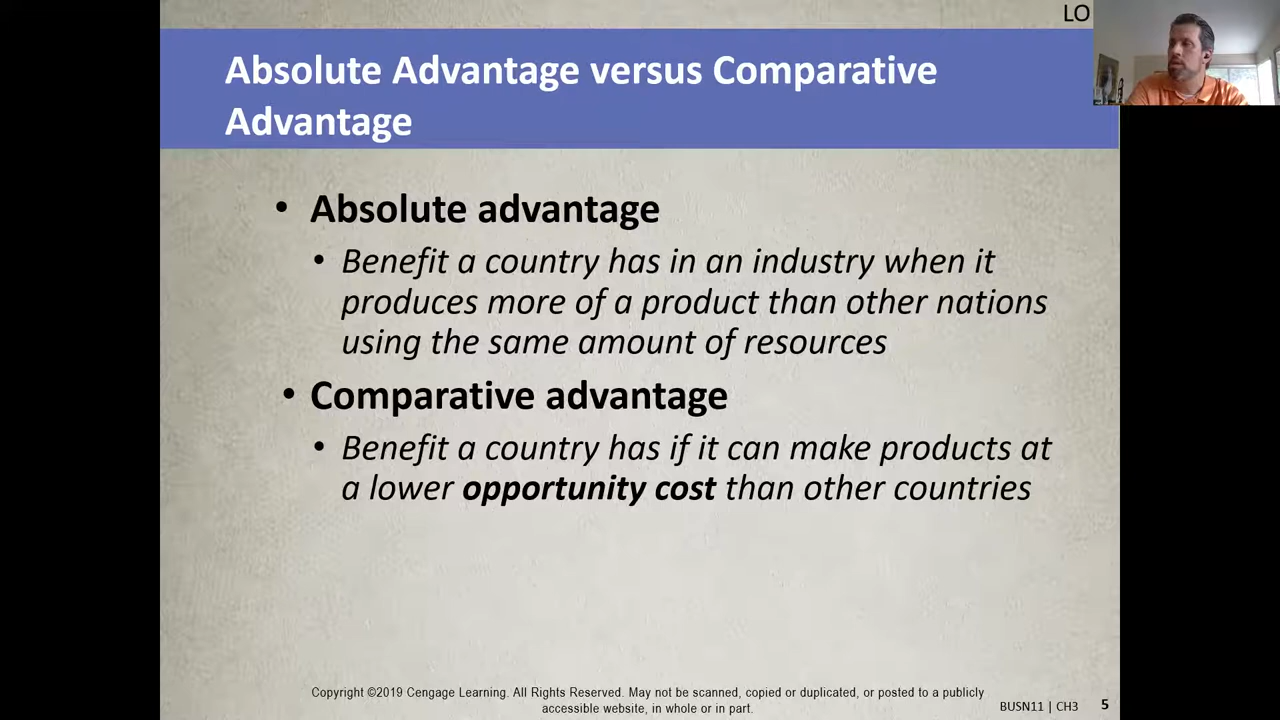 LO
Absolute Advantage versus Comparative
Advantage
• Absolute advantage
• Benefit a country has in an industry when it
produces more of a product than other nations
using the same amount of resources
• Comparative advantage
• Benefit a country has if it can make products at
a lower opportunity cost than other countries
Copyright ©2019 Cengage Learning. All Rights Reserved. May not be scanned, copied or duplicated, or posted to a publicly
accessible website, in whole or in part.
BUSN11 | CH3 5